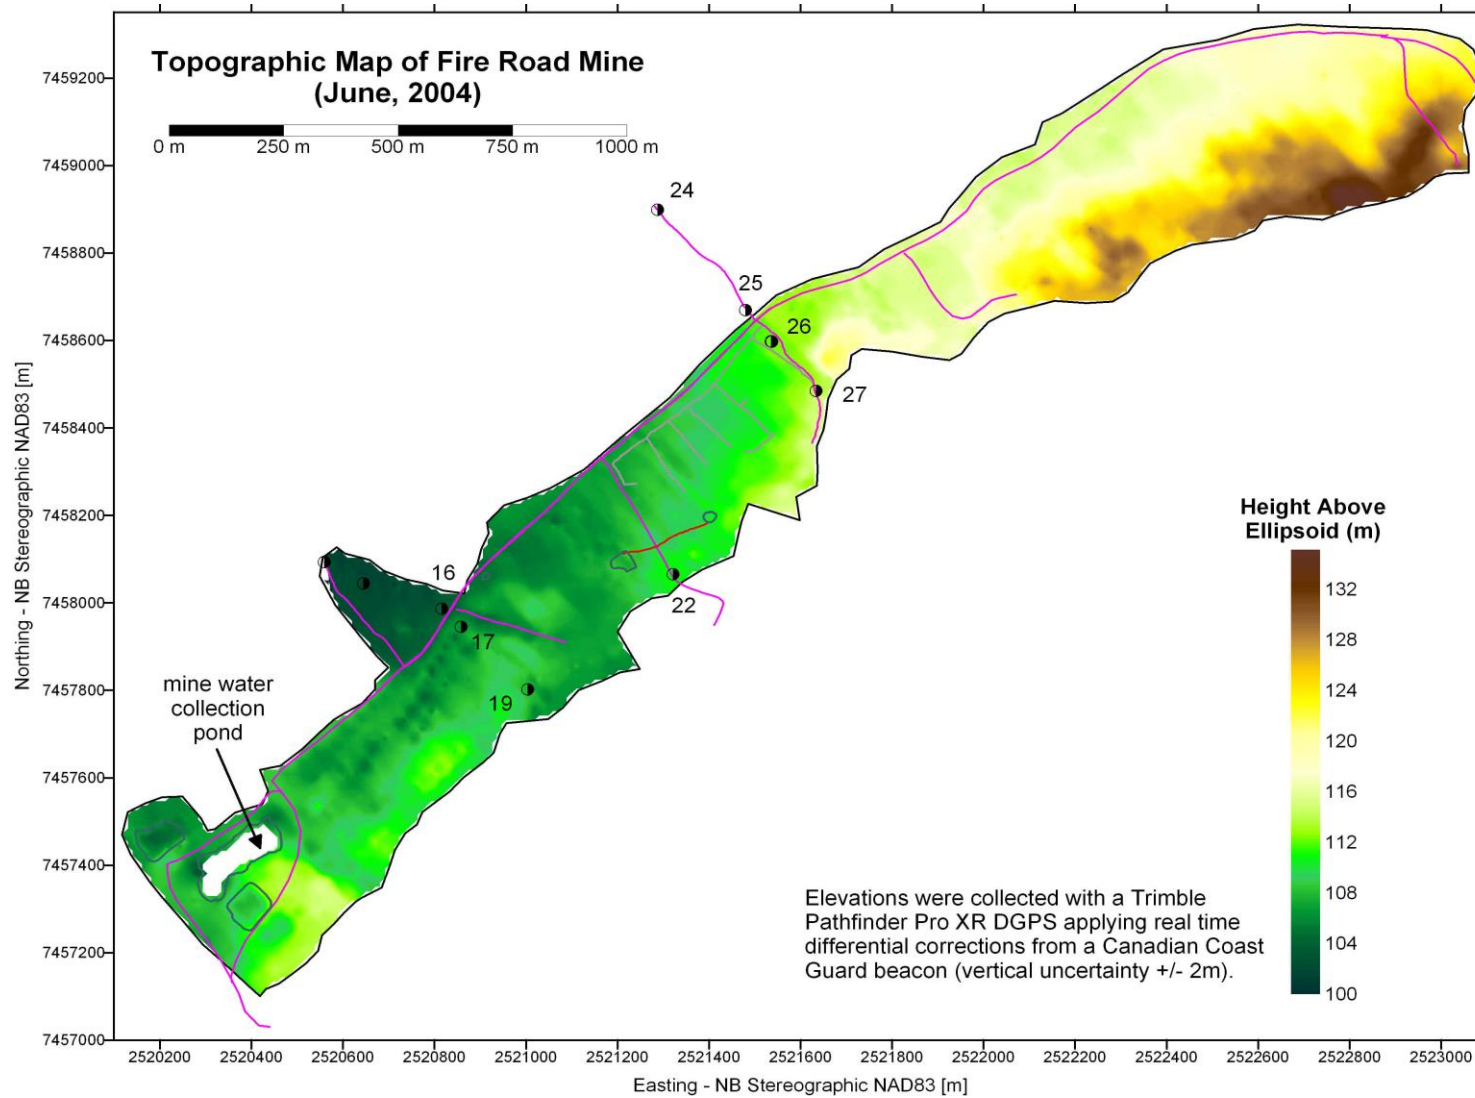 Topographic Map of Fire Road Mine
(June, 2004)
0 m 250 m 500 m 750 m 1000 m
7459200
7459000
7458800
7458600
7458400
7458200
7458000
7457800
7457600
7457400
7457200
7457000
Northing - NB Stereographic NAD83 [m]
24
25
26
27
16
17
22
19
mine water
collection
pond
Height Above
Ellipsoid (m)
132
128
124
120
116
112
108
104
100
Elevations were collected with a Trimble
Pathfinder Pro XR DGPS applying real time
differential corrections from a Canadian Coast
Guard beacon (vertical uncertainty +/- 2m).
2520200 2520400 2520600 2520800 2521000 2521200 2521400 2521600 2521800 2522000 2522200 2522400 2522600 2522800 2523000
Easting - NB Stereographic NAD83 [m]